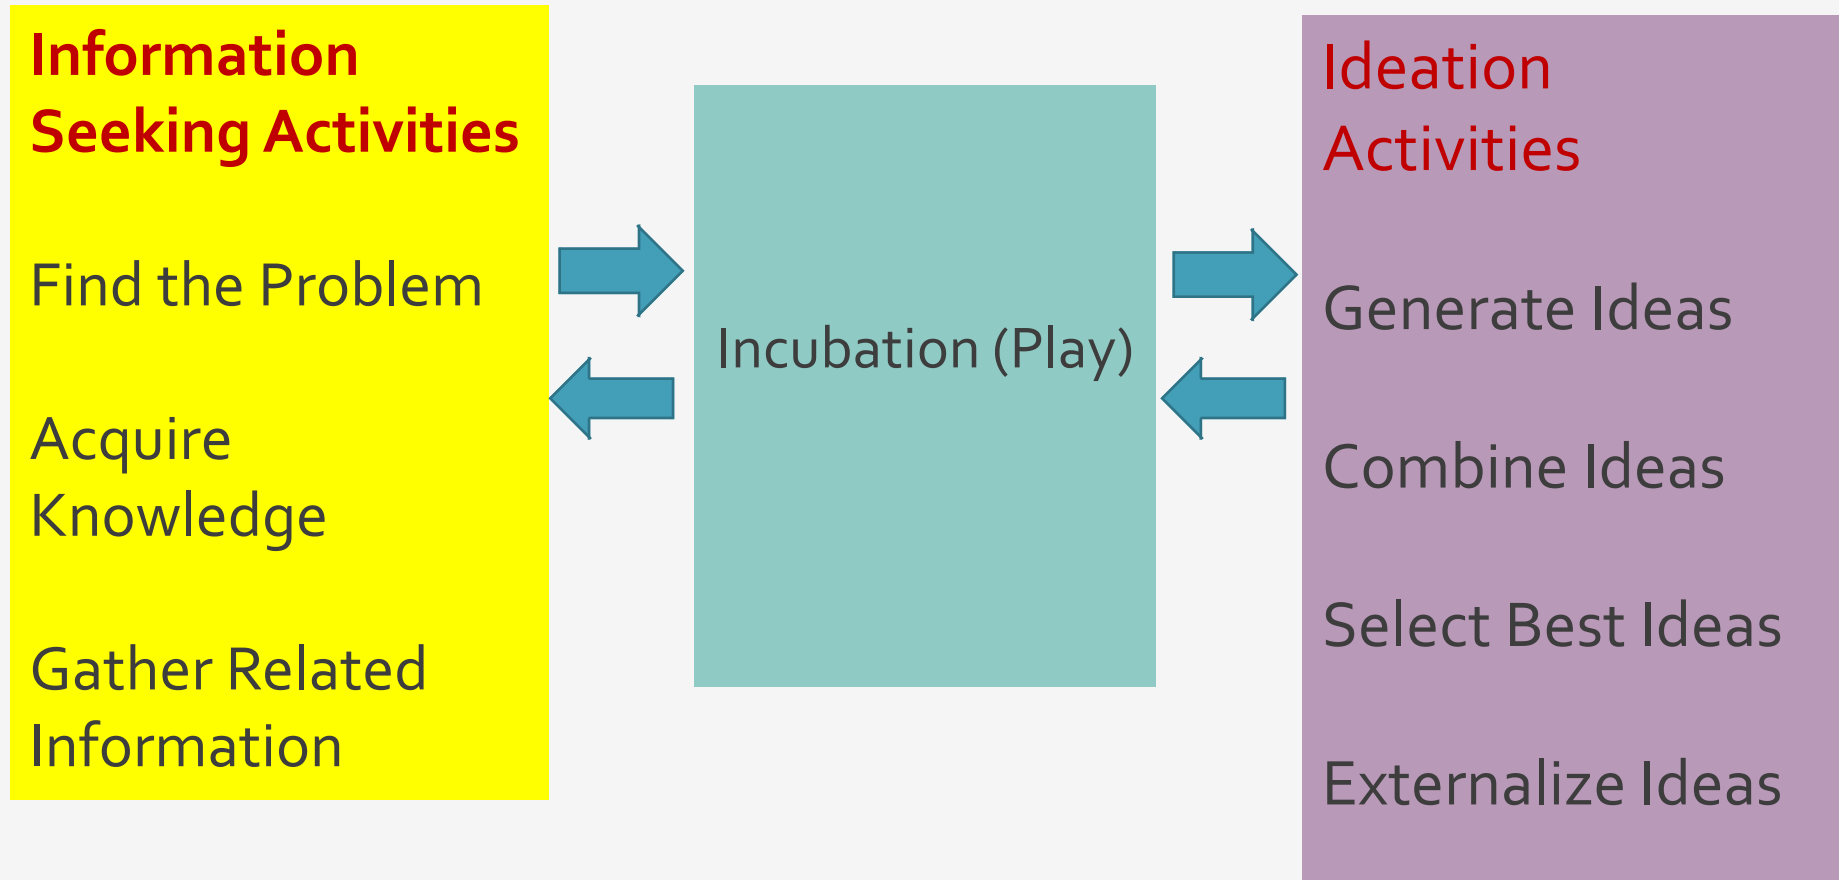 Information
Seeking Activities
Find the Problem
Acquire
Knowledge
Gather Related
Information
Incubation (Play)
Ideation
Activities
Generate Ideas
Combine Ideas
Select Best Ideas
Externalize Ideas